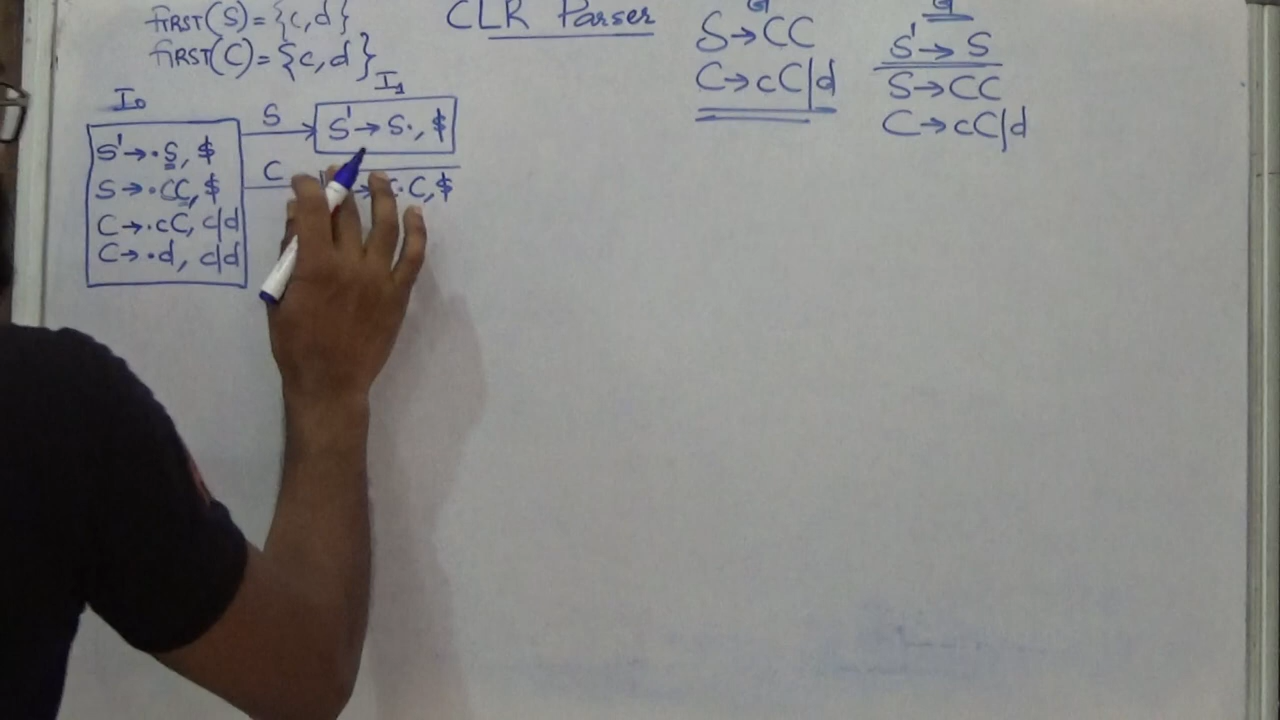 FIRST(S)={c,d}
FIRST(C)={c,d}
CLR Parser
G
S→CC
C→cC|d
S'→S
S→CC
C→cC|d
I₀
S'→·S, $
S→·CC,$
C→·cC, c|d
C→·d, c|d
S
C
I₁
S'→S·, $
→ ·C,$